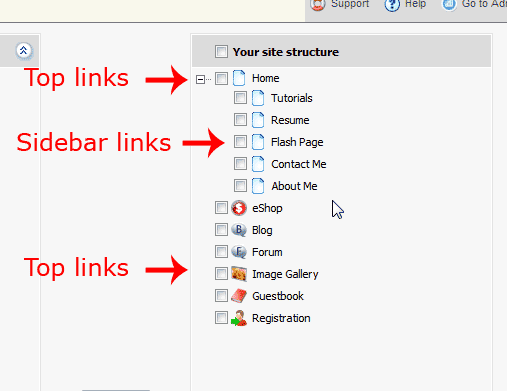 Support Help Go to Ad
Your site structure
Top links
Home
Tutorials
Resume
Sidebar links
Flash Page
Contact Me
About Me
eShop
Blog
Forum
Top links
Image Gallery
Guestbook
Registration